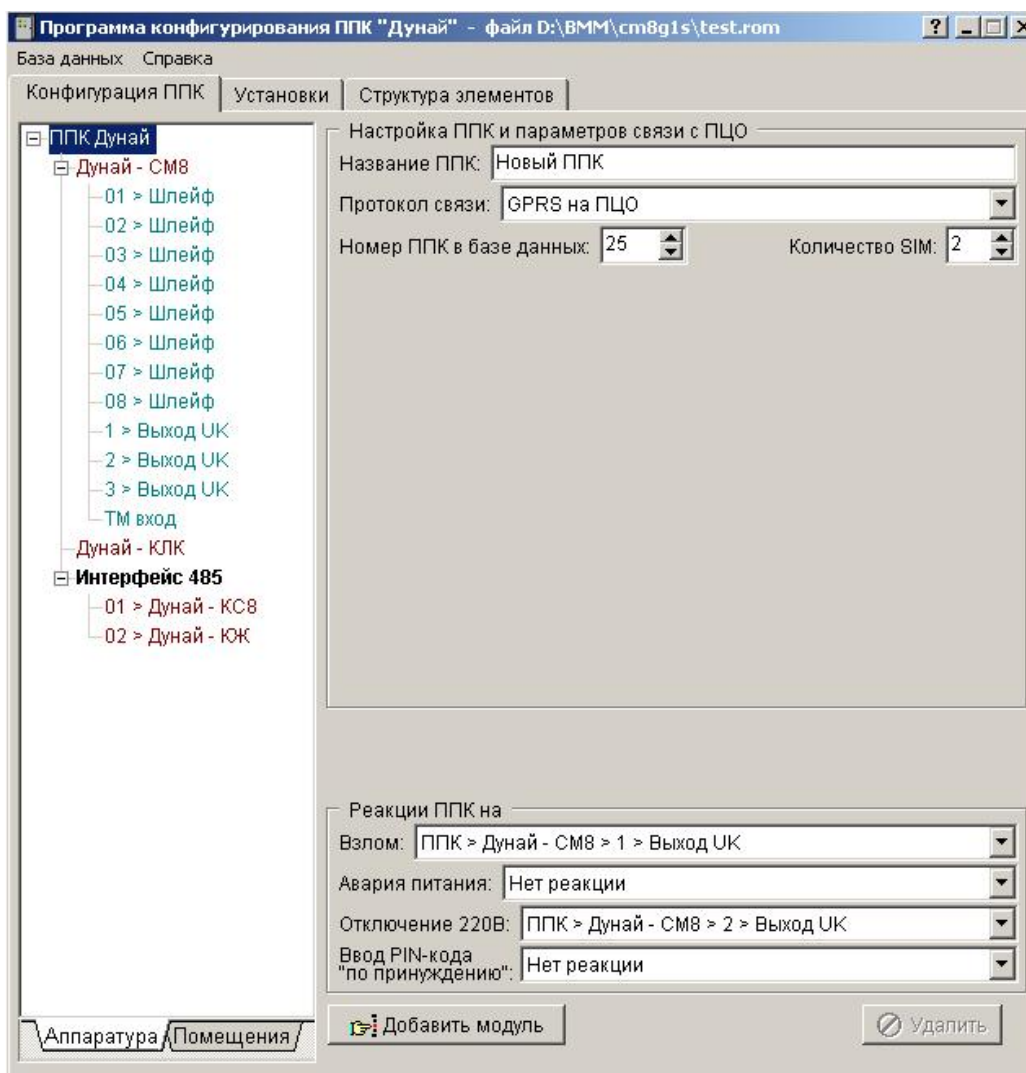 Программа конфигурирования ППК "Дунай" - файл D:\BMM\cm8g1s\test.rom
База данных Справка
Конфигурация ППК Установки Структура элементов
ППК Дунай
Дунай - СМ8
01 > Шлейф
02 > Шлейф
03 > Шлейф
04 > Шлейф
05 > Шлейф
06 > Шлейф
07 > Шлейф
08 > Шлейф
1 > Выход UK
2 > Выход UK
3 > Выход UK
ТМ вход
Дунай - КЛК
Интерфейс 485
01 > Дунай - КС8
02 > Дунай - ЮЖ
Аппаратура Помещения
Настройка ППК и параметров связи с ПЦО
Название ППК: Новый ППК
Протокол связи: GPRS на ПЦО
Номер ППК в базе данных: 25 Количество SIM: 2
Реакции ППК на
Взлом: ППК > Дунай - СМ8 > 1 > Выход UK
Авария питания: Нет реакции
Отключение 220В: ППК > Дунай - СМ8 > 2 > Выход UK
Ввод PIN-кода
"по принуждению": Нет реакции
Добавить модуль Удалить